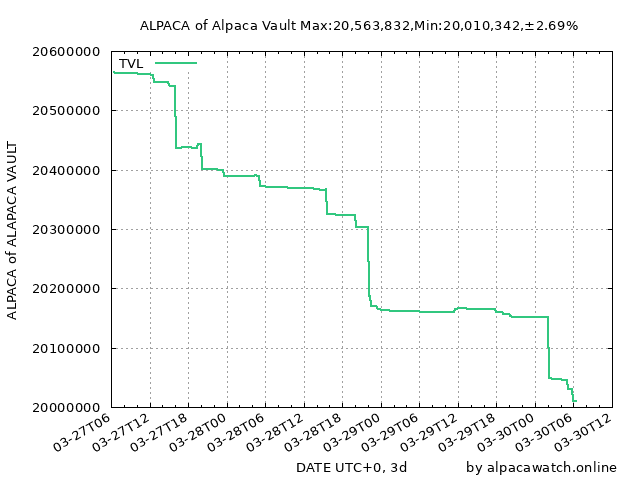 ALPACA of Alpaca Vault Max:20,563,832,Min:20,010,342,±2.69%
TVL
ALPACA of ALAPACA VAULT
20600000
20500000
20400000
20300000
20200000
20100000
20000000
03-27T06
03-27T12
03-27T18
03-28T00
03-28T06
03-28T12
03-28T18
03-29T00
03-29T06
03-29T12
03-29T18
03-30T00
03-30T06
03-30T12
DATE UTC+0, 3d
by alpacawatch.online